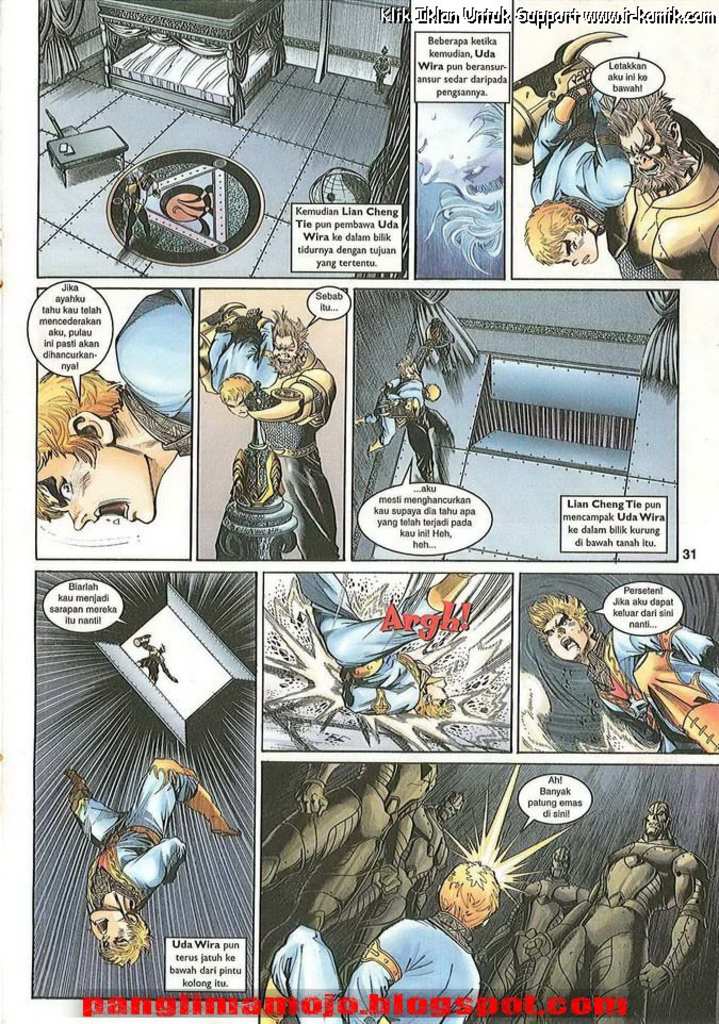 Klik Iklan Untuk Support www.ir-komik.com
Kemudian Lian Cheng
Tie pun pembawa Uda
Wira ke dalam bilik
tidurnya dengan tujuan
yang tertentu.
Beberapa ketika
kemudian, Uda
Wira pun beransur-
ansur sedar daripada
pengsannya.
Letakkan
aku ini ke
bawah!
Jika
ayahku
tahu kau telah
mencederakan
aku, pulau
ini pasti akan
dihancurkan-
nya!
Sebab
itu...
...aku
mesti menghancurkan
kau supaya dia tahu apa
yang telah terjadi pada
kau ini! Heh,
heh...
Lian Cheng Tie pun
mencampak Uda Wira
ke dalam bilik kurung
di bawah tanah itu.
31
Biarlah
kau menjadi
sarapan mereka
itu nanti!
Uda Wira pun
terus jatuh ke
bawah dari pintu
kolong itu.
Argh!
Perseten!
Jika aku dapat
keluar dari sini
nanti...
Ah!
Banyak
patung emas
di sini!
panglimamojo.blogspot.com